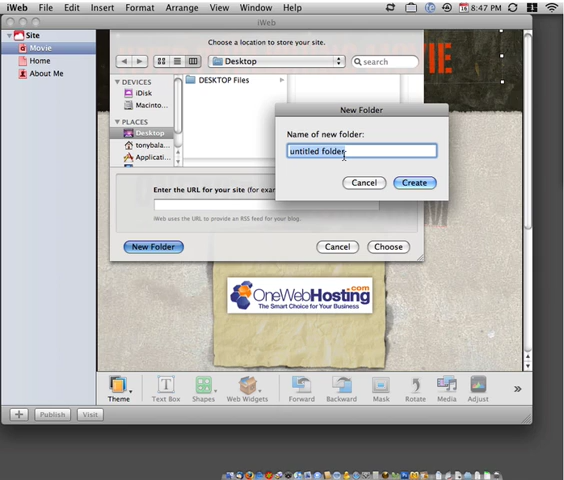 iWeb File Edit Insert Format Arrange View Window Help 8:47 PM
iWeb
Site
Movie
Home
About Me
Choose a location to store your site.
Desktop
search
DEVICES
iDisk
Macinto...
PLACES
Desktop
tonybala...
Applicati...
DESKTOP Files
New Folder
Name of new folder:
untitled folder
Cancel
Create
Enter the URL for your site (for exam
iWeb uses the URL to provide an RSS feed for your blog.
New Folder
Cancel
Choose
OneWebHosting.com
The Smart Choice for Your Business
Theme
Text Box
Shapes
Web Widgets
Forward
Backward
Mask
Rotate
Media
Adjust
Publish
Visit